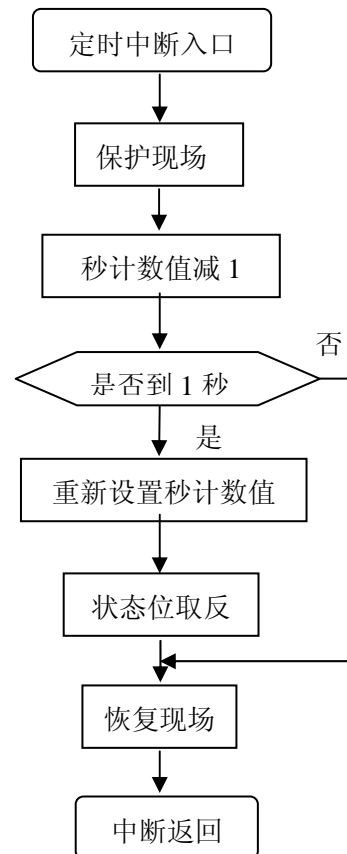 定时中断入口
保护现场
秒计数值减 1
否
是否到 1 秒
是
重新设置秒计数值
状态位取反
恢复现场
中断返回